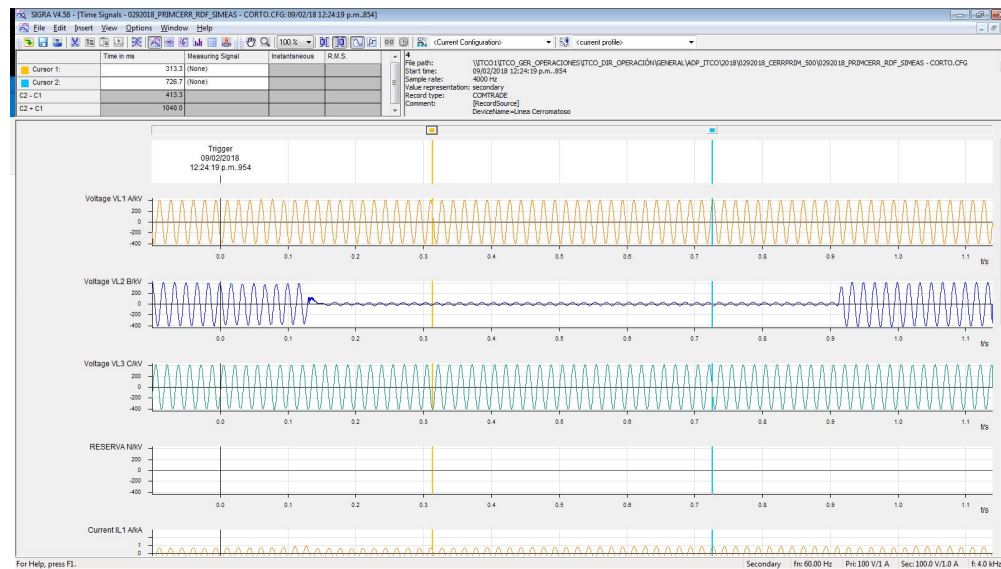 SIGRA V4.58 - [Time Signals - 0292018_PRIMCERR_RDF_SIMEAS - CORTO.CFG: 09/02/18 12:24:19 p.m..854]
File Edit Insert View Options Window Help
100 % <Current Configuration> <current profile>
Time in ms Measuring Signal Instantaneous R.M.S.
Cursor 1: 313.3 (None)
Cursor 2: 726.7 (None)
C2 - C1 413.3
C2 + C1 1040.0
4
File path: \\ITCO1\ITCO_GER_OPERACIONES\ITCO_DIR_OPERACIÓN\GENERAL\ADP_ITCO\2018\0292018_CERRPRIM_500\0292018_PRIMCERR_RDF_SIMEAS - CORTO.CFG
Start time: 09/02/2018 12:24:19 p.m..854
Sample rate: 4000 Hz
Value representation: secondary
Record type: COMTRADE
Comment: [RecordSource]
DeviceName=Linea Cerromatoso
Trigger
09/02/2018
12:24:19 p.m..954
Voltage VL1 A/kV
200
0
-200
-400
0.0 0.1 0.2 0.3 0.4 0.5 0.6 0.7 0.8 0.9 1.0 1.1 t/s
Voltage VL2 B/kV
200
0
-200
-400
0.0 0.1 0.2 0.3 0.4 0.5 0.6 0.7 0.8 0.9 1.0 1.1 t/s
Voltage VL3 C/kV
200
0
-200
-400
0.0 0.1 0.2 0.3 0.4 0.5 0.6 0.7 0.8 0.9 1.0 1.1 t/s
RESERVA N/kV
200
0
-200
-400
0.0 0.1 0.2 0.3 0.4 0.5 0.6 0.7 0.8 0.9 1.0 1.1 t/s
Current IL1 A/kA
1
0
For Help, press F1. Secondary fn: 60.00 Hz Pri: 100 V/1 A Sec: 100.0 V/1.0 A f: 4.0 kHz